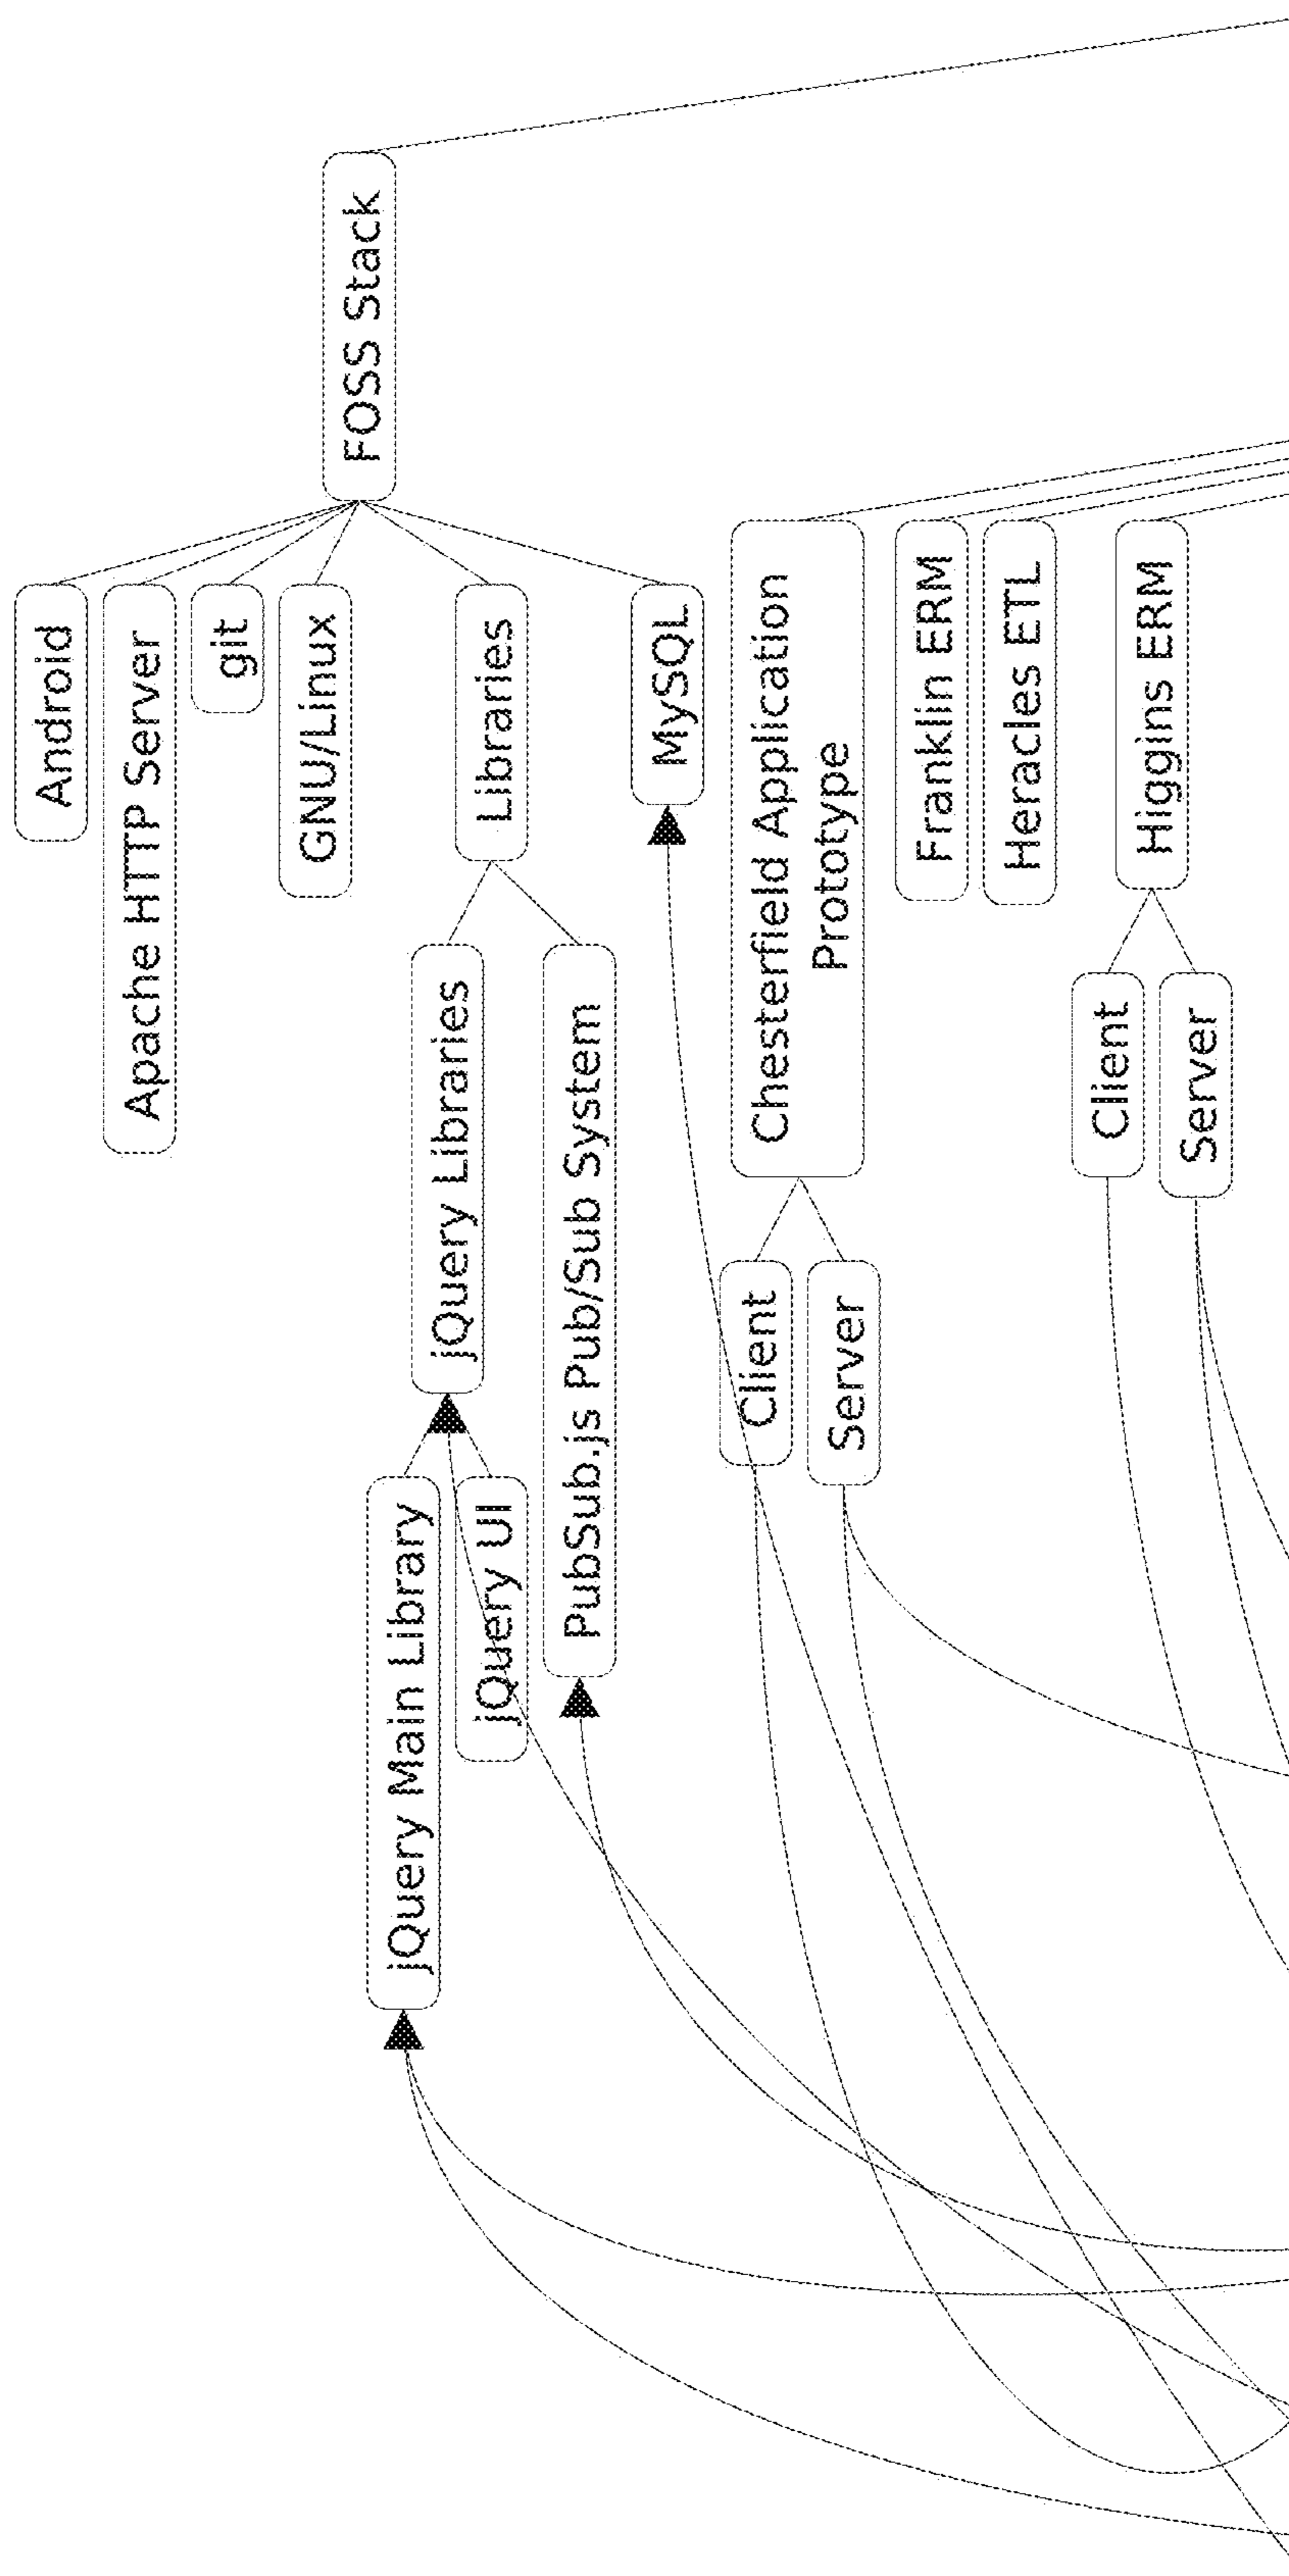 FOSS Stack
Android
Apache HTTP Server
git
GNU/Linux
Libraries
jQuery Libraries
jQuery Main Library
jQuery UI
PubSub.js Pub/Sub System
MySQL
Chesterfield Application
Prototype
Client
Server
Franklin ERM
Heracles ETL
Higgins ERM
Client
Server